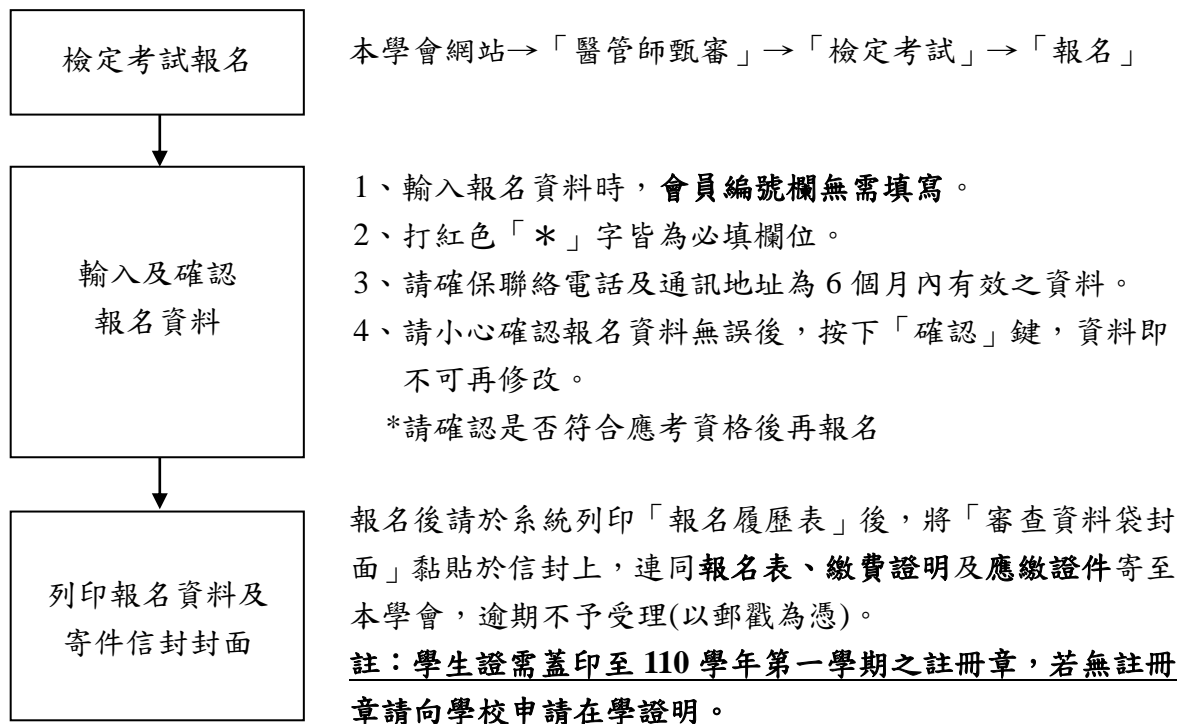 檢定考試報名
本學會網站→「醫管師甄審」→「檢定考試」→「報名」
輸入及確認
報名資料
1、輸入報名資料時，會員編號欄無需填寫。
2、打紅色「＊」字皆為必填欄位。
3、請確保聯絡電話及通訊地址為 6 個月內有效之資料。
4、請小心確認報名資料無誤後，按下「確認」鍵，資料即
不可再修改。
*請確認是否符合應考資格後再報名
列印報名資料及
寄件信封封面
報名後請於系統列印「報名履歷表」後，將「審查資料袋封
面」黏貼於信封上，連同報名表、繳費證明及應繳證件寄至
本學會，逾期不予受理(以郵戳為憑)。
註：學生證需蓋印至 110 學年第一學期之註冊章，若無註冊
章請向學校申請在學證明。